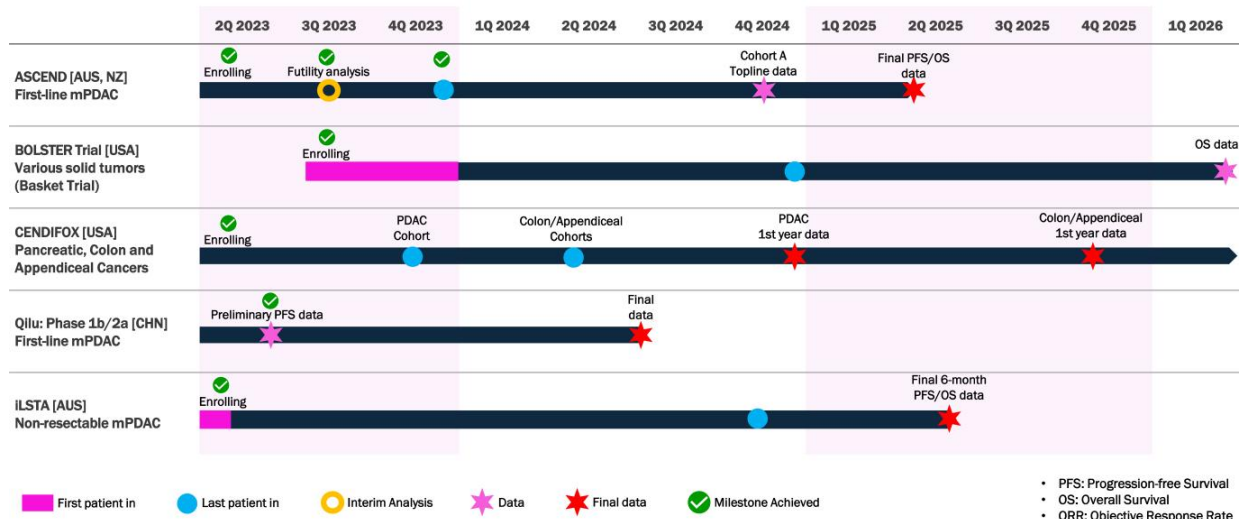 2Q 2023 3Q 2023 4Q 2023 1Q 2024 2Q 2024 3Q 2024 4Q 2024 1Q 2025 2Q 2025 3Q 2025 4Q 2025 1Q 2026
ASCEND [AUS, NZ]
First-line mPDAC
Enrolling
Futility analysis
Cohort A
Topline data
Final PFS/OS
data
BOLSTER Trial [USA]
Various solid tumors
(Basket Trial)
Enrolling
OS data
CENDIFOX [USA]
Pancreatic, Colon and
Appendiceal Cancers
Enrolling
PDAC
Cohort
Colon/Appendiceal
Cohorts
PDAC
1st year data
Colon/Appendiceal
1st year data
Qilu: Phase 1b/2a [CHN]
First-line mPDAC
Preliminary PFS data
Final
data
iLSTA [AUS]
Non-resectable mPDAC
Enrolling
Final 6-month
PFS/OS data
First patient in
Last patient in
Interim Analysis
Data
Final data
Milestone Achieved
• PFS: Progression-free Survival
• OS: Overall Survival
• ORR: Objective Response Rate